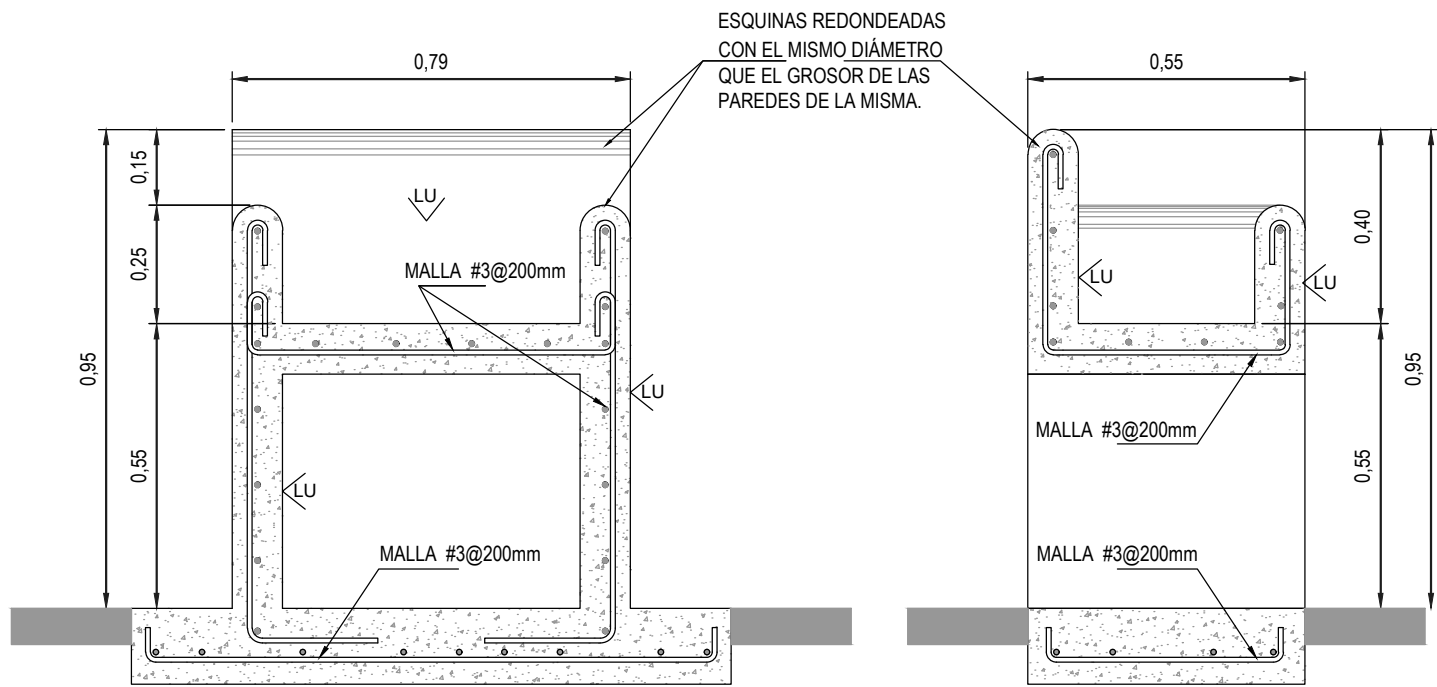 ESQUINAS REDONDEADAS
CON EL MISMO DIÁMETRO
QUE EL GROSOR DE LAS
PAREDES DE LA MISMA.
0,79
0,55
0,15
0,25
0,55
0,95
LU
MALLA #3@200mm
LU
LU
MALLA #3@200mm
LU
LU
0,40
0,95
0,55
MALLA #3@200mm
MALLA #3@200mm